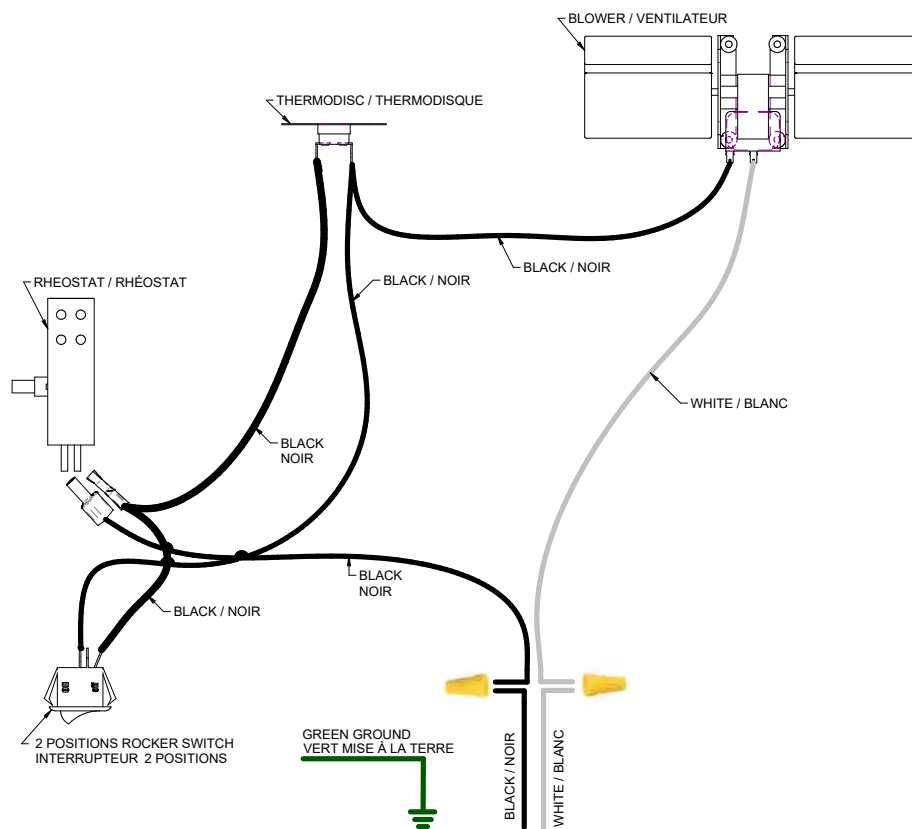 BLOWER / VENTILATEUR
THERMODISC / THERMODISQUE
BLACK / NOIR
BLACK / NOIR
RHEOSTAT / RHÉOSTAT
WHITE / BLANC
BLACK
NOIR
BLACK
NOIR
BLACK / NOIR
2 POSITIONS ROCKER SWITCH
INTERRUPTEUR 2 POSITIONS
GREEN GROUND
VERT MISE À LA TERRE
BLACK / NOIR
WHITE / BLANC